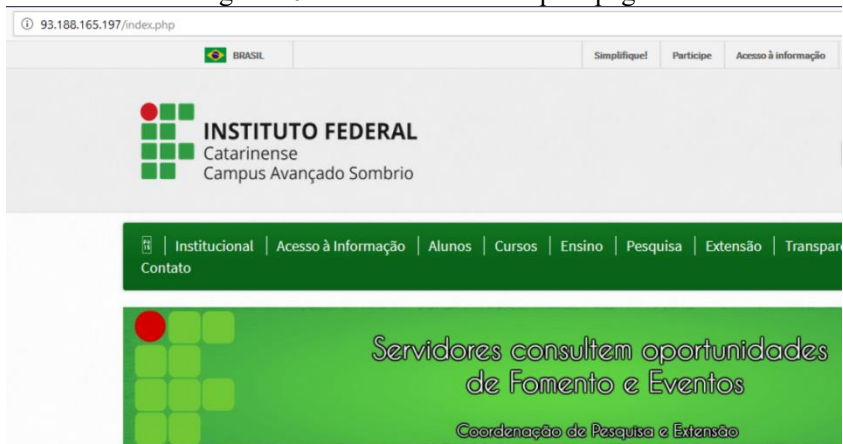 93.188.165.197/index.php
BRASIL
Simplifique! Participe Acesso à informação
INSTITUTO FEDERAL
Catarinense
Campus Avançado Sombrio
Institucional | Acesso à Informação | Alunos | Cursos | Ensino | Pesquisa | Extensão | Transpar
Contato
Servidores consultem oportunidades
de Fomento e Eventos
Coordenação de Pesquisa e Extensão